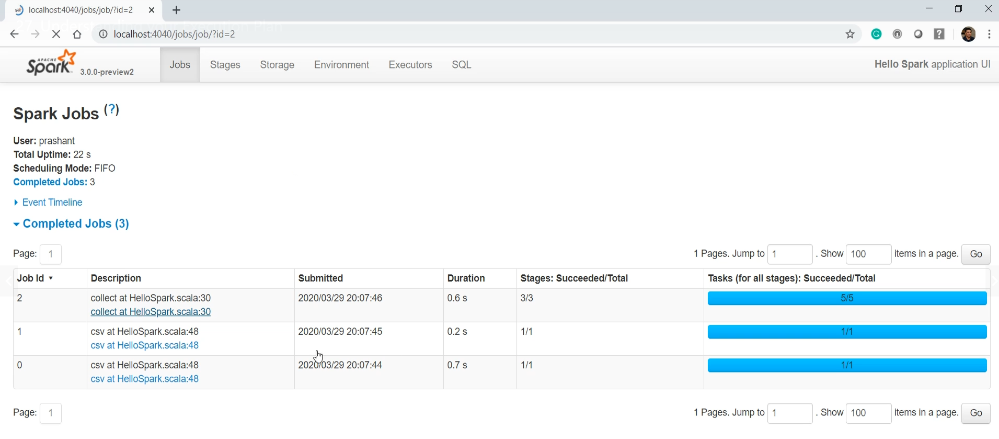 localhost:4040/jobs/job/?id=2
27. Understanding your Execution Plan
localhost:4040/jobs/job/?id=2
APACHE Spark 3.0.0-preview2 Jobs Stages Storage Environment Executors SQL Hello Spark application UI
Spark Jobs (?)
User: prashant
Total Uptime: 22 s
Scheduling Mode: FIFO
Completed Jobs: 3
Event Timeline
Completed Jobs (3)
Page: 1 1 Pages. Jump to 1 . Show 100 items in a page. Go
Job Id Description Submitted Duration Stages: Succeeded/Total Tasks (for all stages): Succeeded/Total
2 collect at HelloSpark.scala:30 2020/03/29 20:07:46 0.6 s 3/3 5/5
collect at HelloSpark.scala:30
1 csv at HelloSpark.scala:48 2020/03/29 20:07:45 0.2 s 1/1 1/1
csv at HelloSpark.scala:48
0 csv at HelloSpark.scala:48 2020/03/29 20:07:44 0.7 s 1/1 1/1
csv at HelloSpark.scala:48
Page: 1 1 Pages. Jump to 1 . Show 100 items in a page. Go